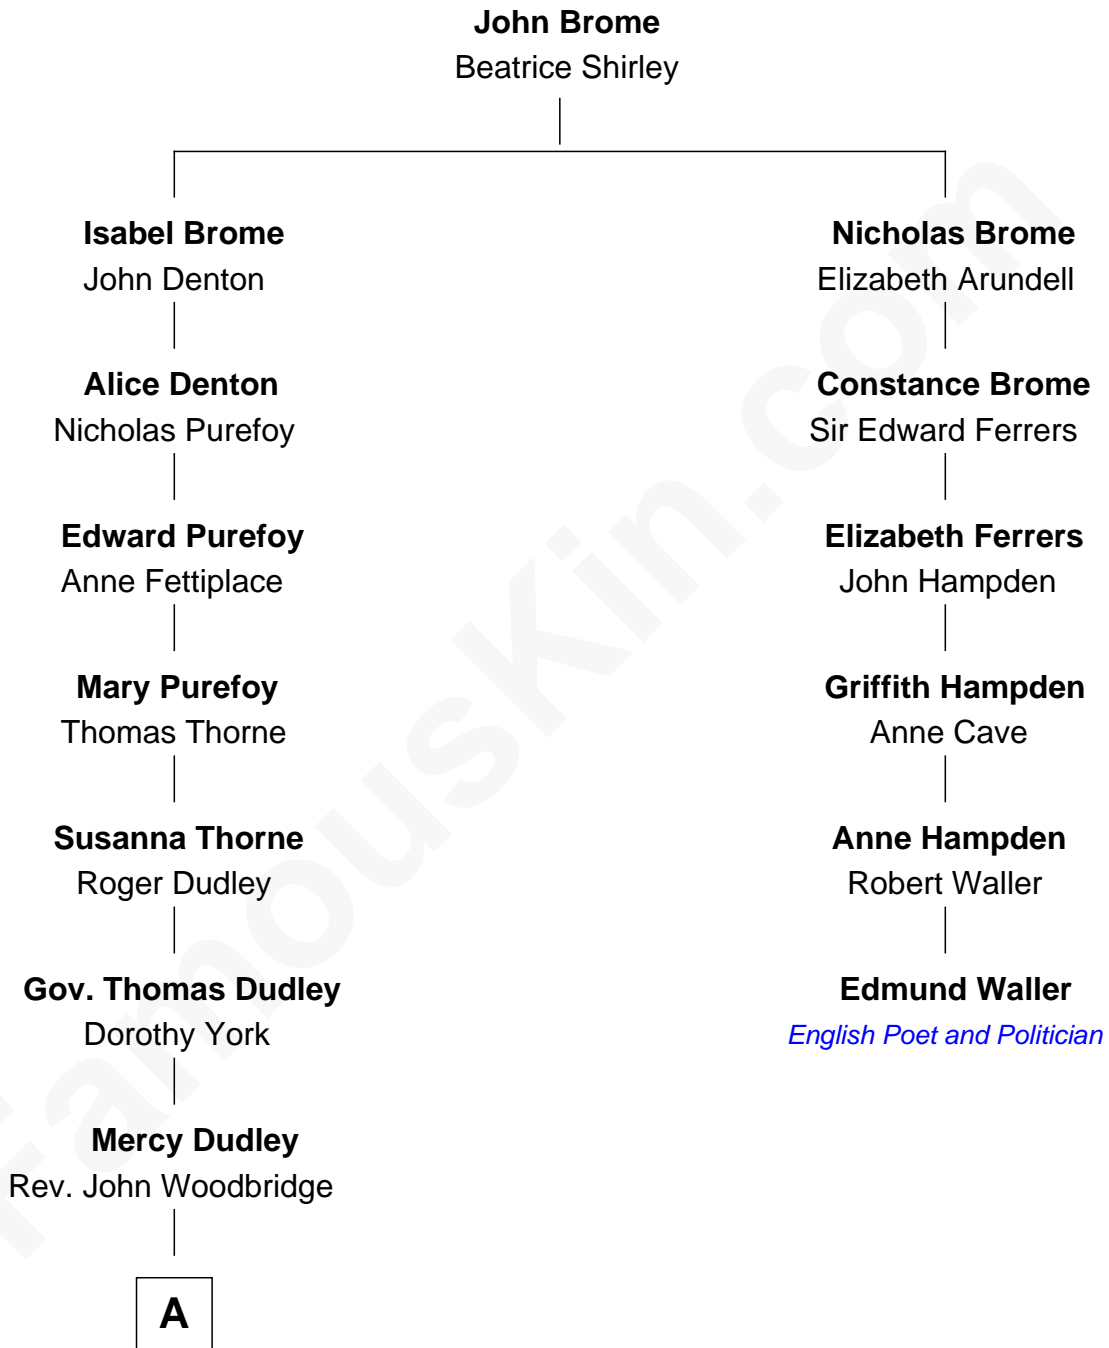 John Brome
Beatrice Shirley
Isabel Brome
John Denton
Nicholas Brome
Elizabeth Arundell
Alice Denton
Nicholas Purefoy
Constance Brome
Sir Edward Ferrers
Edward Purefoy
Anne Fettiplace
Elizabeth Ferrers
John Hampden
Mary Purefoy
Thomas Thorne
Griffith Hampden
Anne Cave
Susanna Thorne
Roger Dudley
Anne Hampden
Robert Waller
Gov. Thomas Dudley
Dorothy York
Edmund Waller
English Poet and Politician
Mercy Dudley
Rev. John Woodbridge
A
FamousKin.com